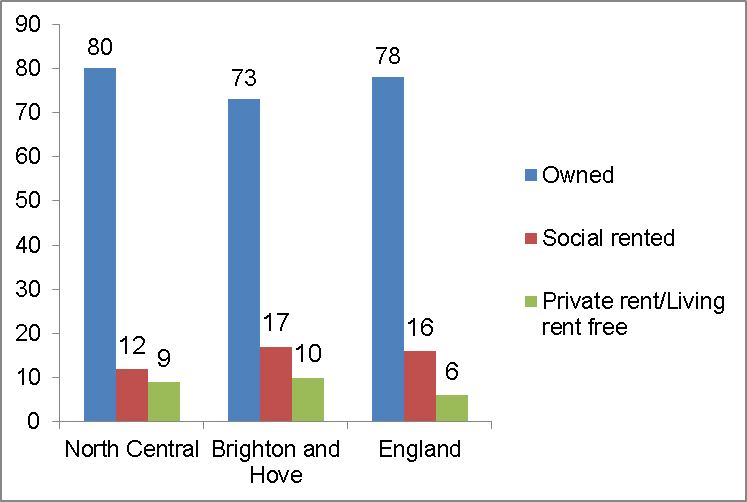 90
80
70
60
50
40
30
20
10
0
80
12
9
73
17
10
78
16
6
North Central
Brighton and
Hove
England
Owned
Social rented
Private rent/Living
rent free